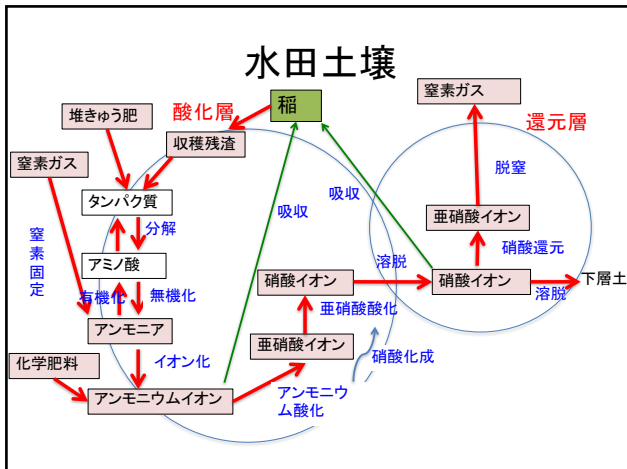 水田土壌
窒素ガス
稲
酸化層
還元層
堆きゅう肥
収穫残渣
窒素ガス
脱窒
タンパク質
吸収
吸収
亜硝酸イオン
分解
窒素固定
硝酸還元
アミノ酸
溶脱
硝酸イオン
硝酸イオン
下層土
有機化
無機化
溶脱
亜硝酸酸化
アンモニア
亜硝酸イオン
硝酸化成
化学肥料
イオン化
アンモニウムイオン
アンモニウ
ム酸化